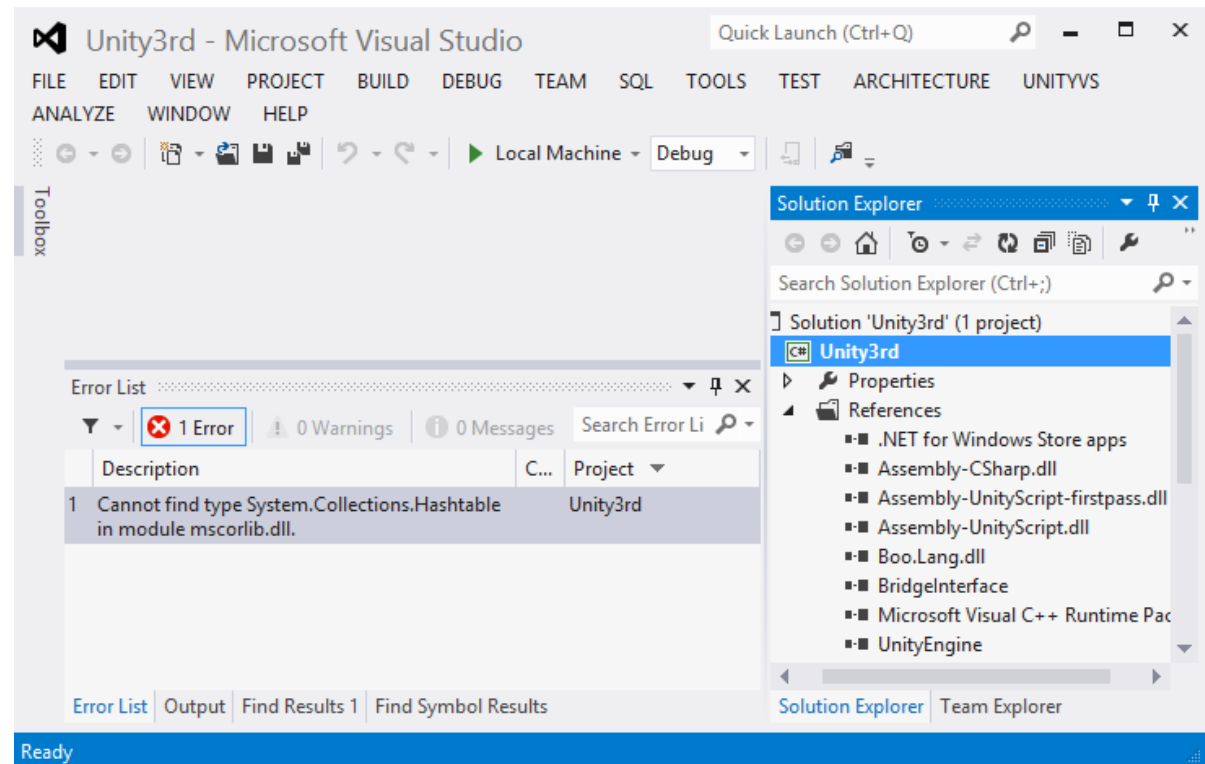 Unity3rd - Microsoft Visual Studio
Quick Launch (Ctrl+Q)
FILE EDIT VIEW PROJECT BUILD DEBUG TEAM SQL TOOLS TEST ARCHITECTURE UNITYVS
ANALYZE WINDOW HELP
Local Machine Debug
Toolbox
Error List
1 Error 0 Warnings 0 Messages Search Error Li
Description C... Project
1 Cannot find type System.Collections.Hashtable Unity3rd
in module mscorlib.dll.
Error List Output Find Results 1 Find Symbol Results
Solution Explorer
Search Solution Explorer (Ctrl+;)
Solution 'Unity3rd' (1 project)
C# Unity3rd
Properties
References
.NET for Windows Store apps
Assembly-CSharp.dll
Assembly-UnityScript-firstpass.dll
Assembly-UnityScript.dll
Boo.Lang.dll
BridgeInterface
Microsoft Visual C++ Runtime Pac
UnityEngine
Solution Explorer Team Explorer
Ready